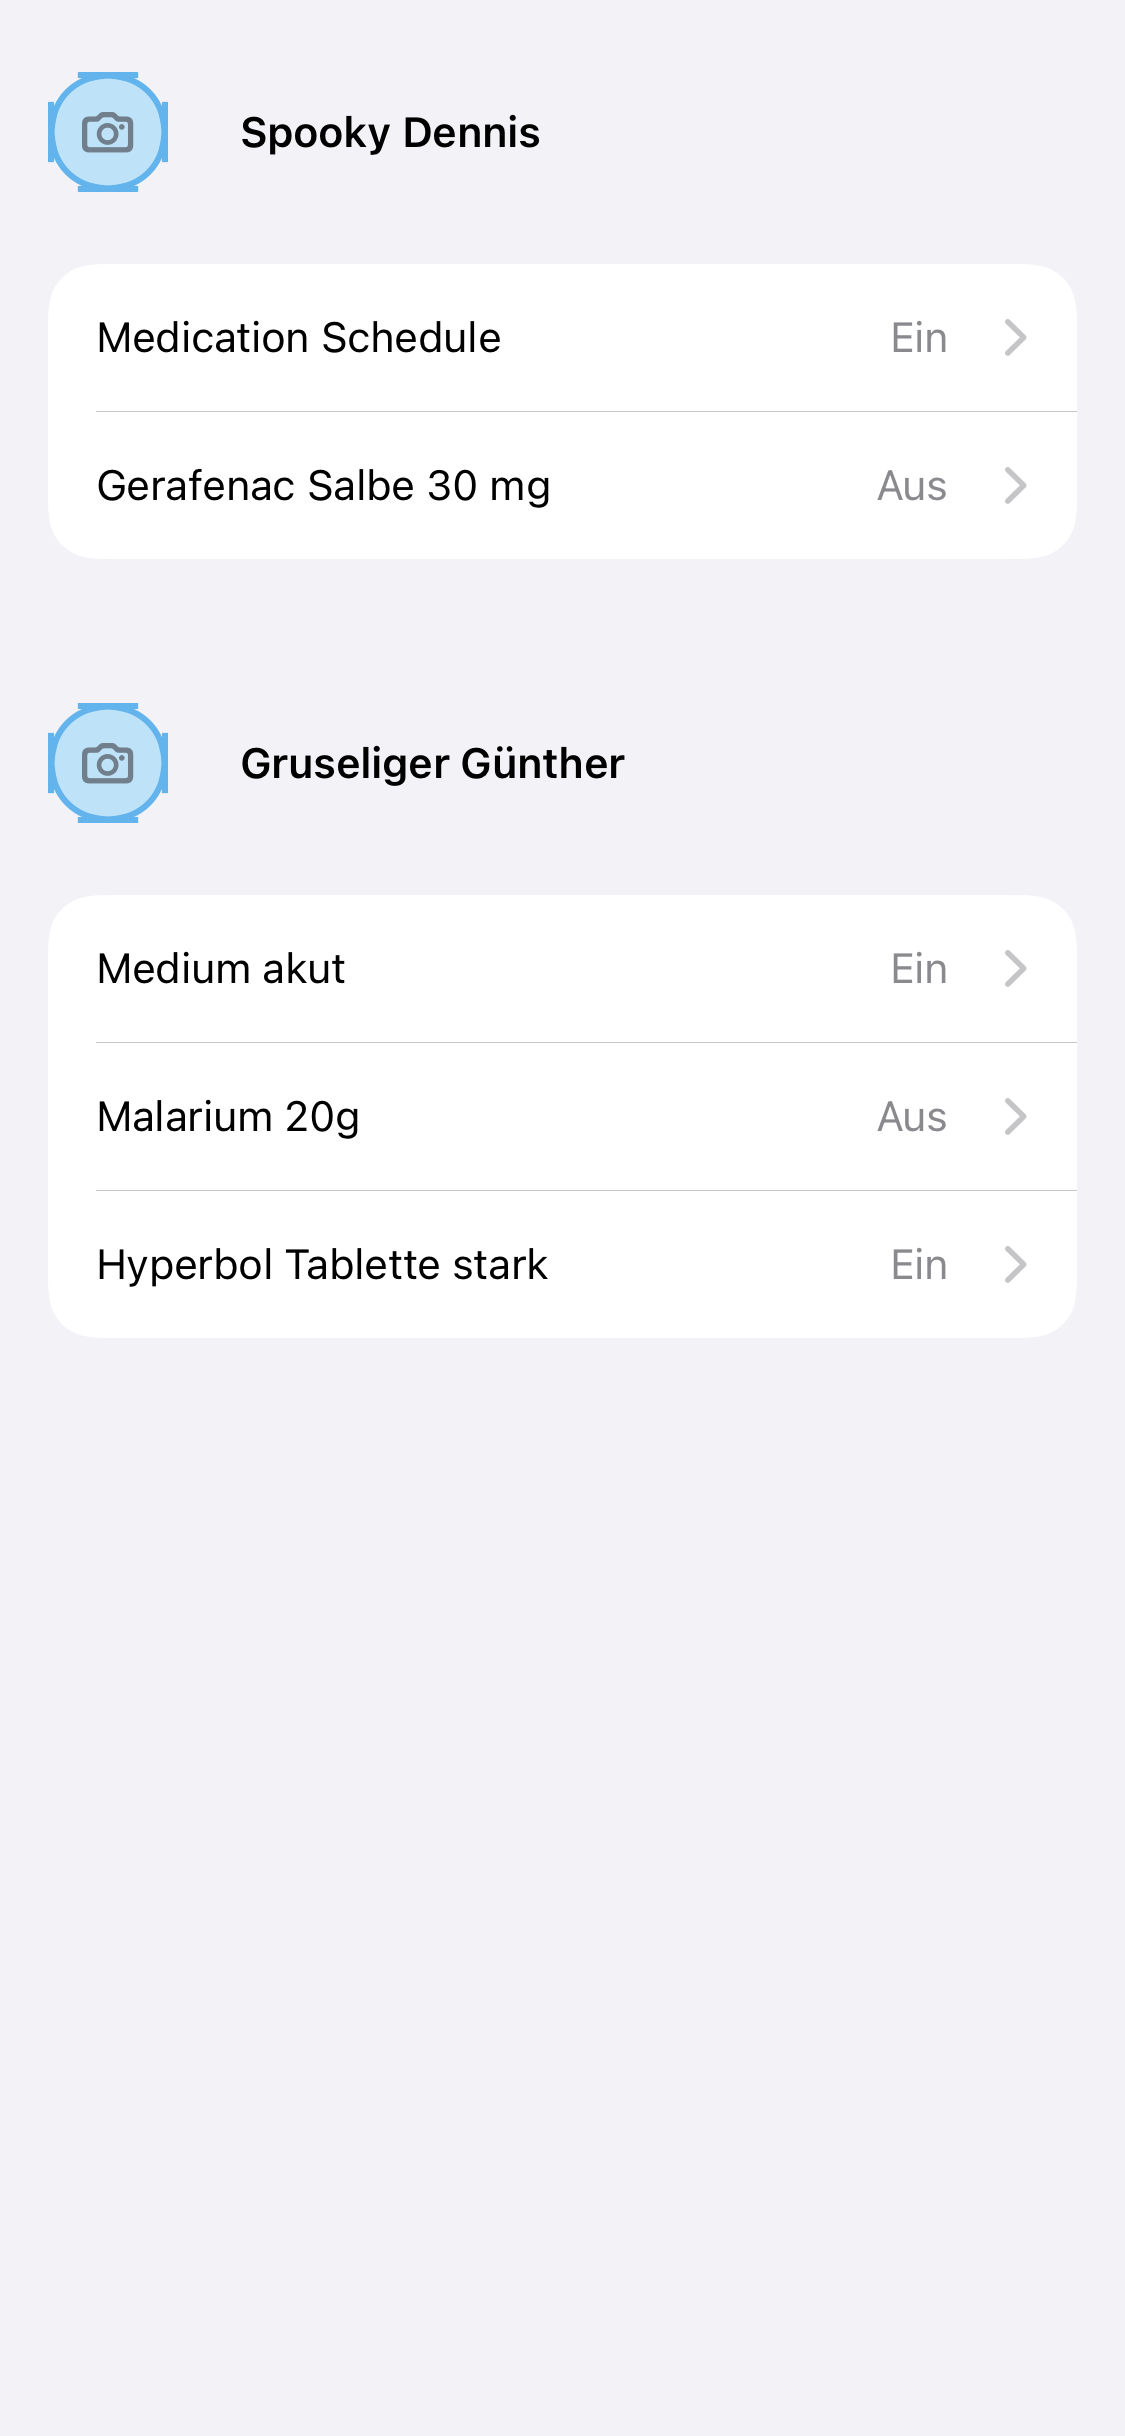 Spooky Dennis
Medication Schedule Ein
Gerafenac Salbe 30 mg Aus
Gruseliger Günther
Medium akut Ein
Malarium 20g Aus
Hyperbol Tablette stark Ein